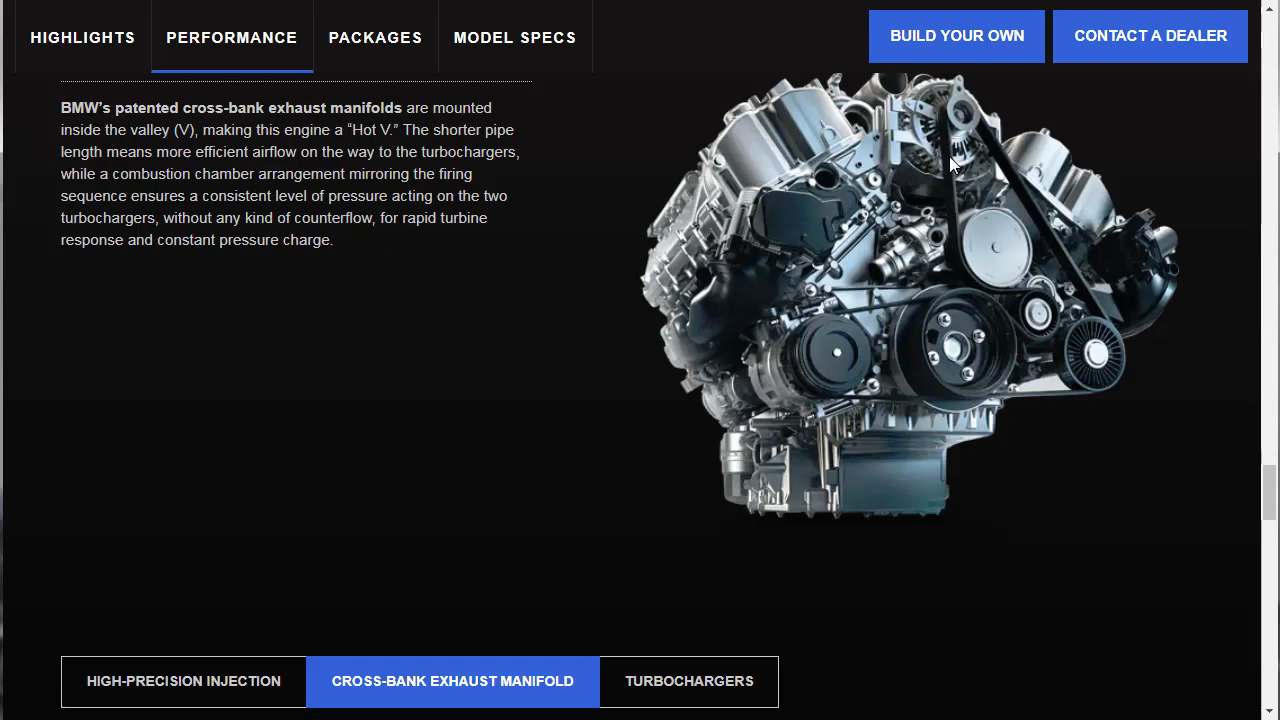 HIGHLIGHTS
PERFORMANCE
PACKAGES
MODEL SPECS
BUILD YOUR OWN
CONTACT A DEALER
BMW’s patented cross-bank exhaust manifolds are mounted
inside the valley (V), making this engine a “Hot V.” The shorter pipe
length means more efficient airflow on the way to the turbochargers,
while a combustion chamber arrangement mirroring the firing
sequence ensures a consistent level of pressure acting on the two
turbochargers, without any kind of counterflow, for rapid turbine
response and constant pressure charge.
HIGH-PRECISION INJECTION
CROSS-BANK EXHAUST MANIFOLD
TURBOCHARGERS